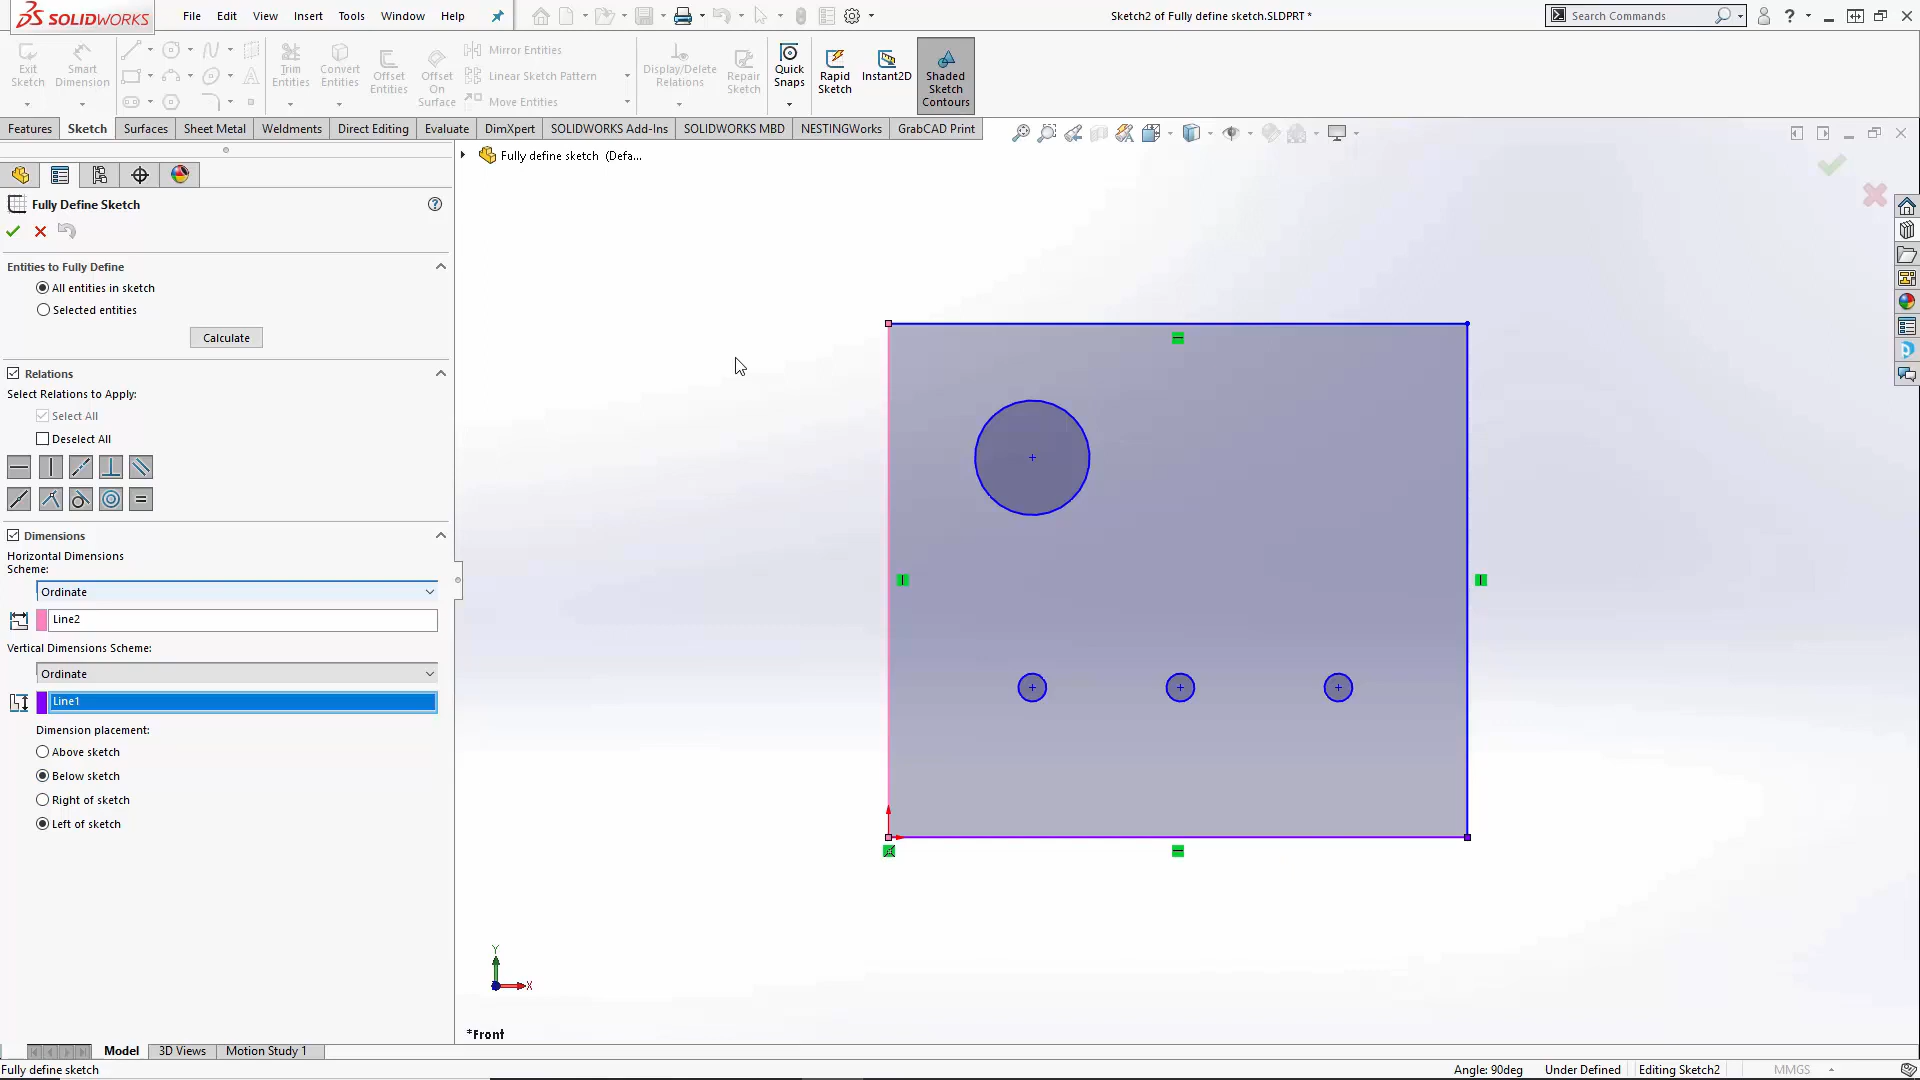 SOLIDWORKS
File Edit View Insert Tools Window Help
Sketch2 of Fully define sketch.SLDPRT *
Search Commands
Exit Sketch
Smart Dimension
Trim Entities
Convert Entities
Offset Entities
Offset On Surface
Mirror Entities
Linear Sketch Pattern
Move Entities
Display/Delete Relations
Repair Sketch
Quick Snaps
Rapid Sketch
Instant2D
Shaded Sketch Contours
Features Sketch Surfaces Sheet Metal Weldments Direct Editing Evaluate DimXpert SOLIDWORKS Add-Ins SOLIDWORKS MBD NESTINGWorks GrabCAD Print
Fully define sketch (Defa...
Fully Define Sketch
Entities to Fully Define
All entities in sketch
Selected entities
Calculate
Relations
Select Relations to Apply:
Select All
Deselect All
Dimensions
Horizontal Dimensions
Scheme:
Ordinate
Line2
Vertical Dimensions Scheme:
Ordinate
Line1
Dimension placement:
Above sketch
Below sketch
Right of sketch
Left of sketch
Y
X
*Front
Model 3D Views Motion Study 1
Fully define sketch
Angle: 90deg Under Defined Editing Sketch2 MMGS